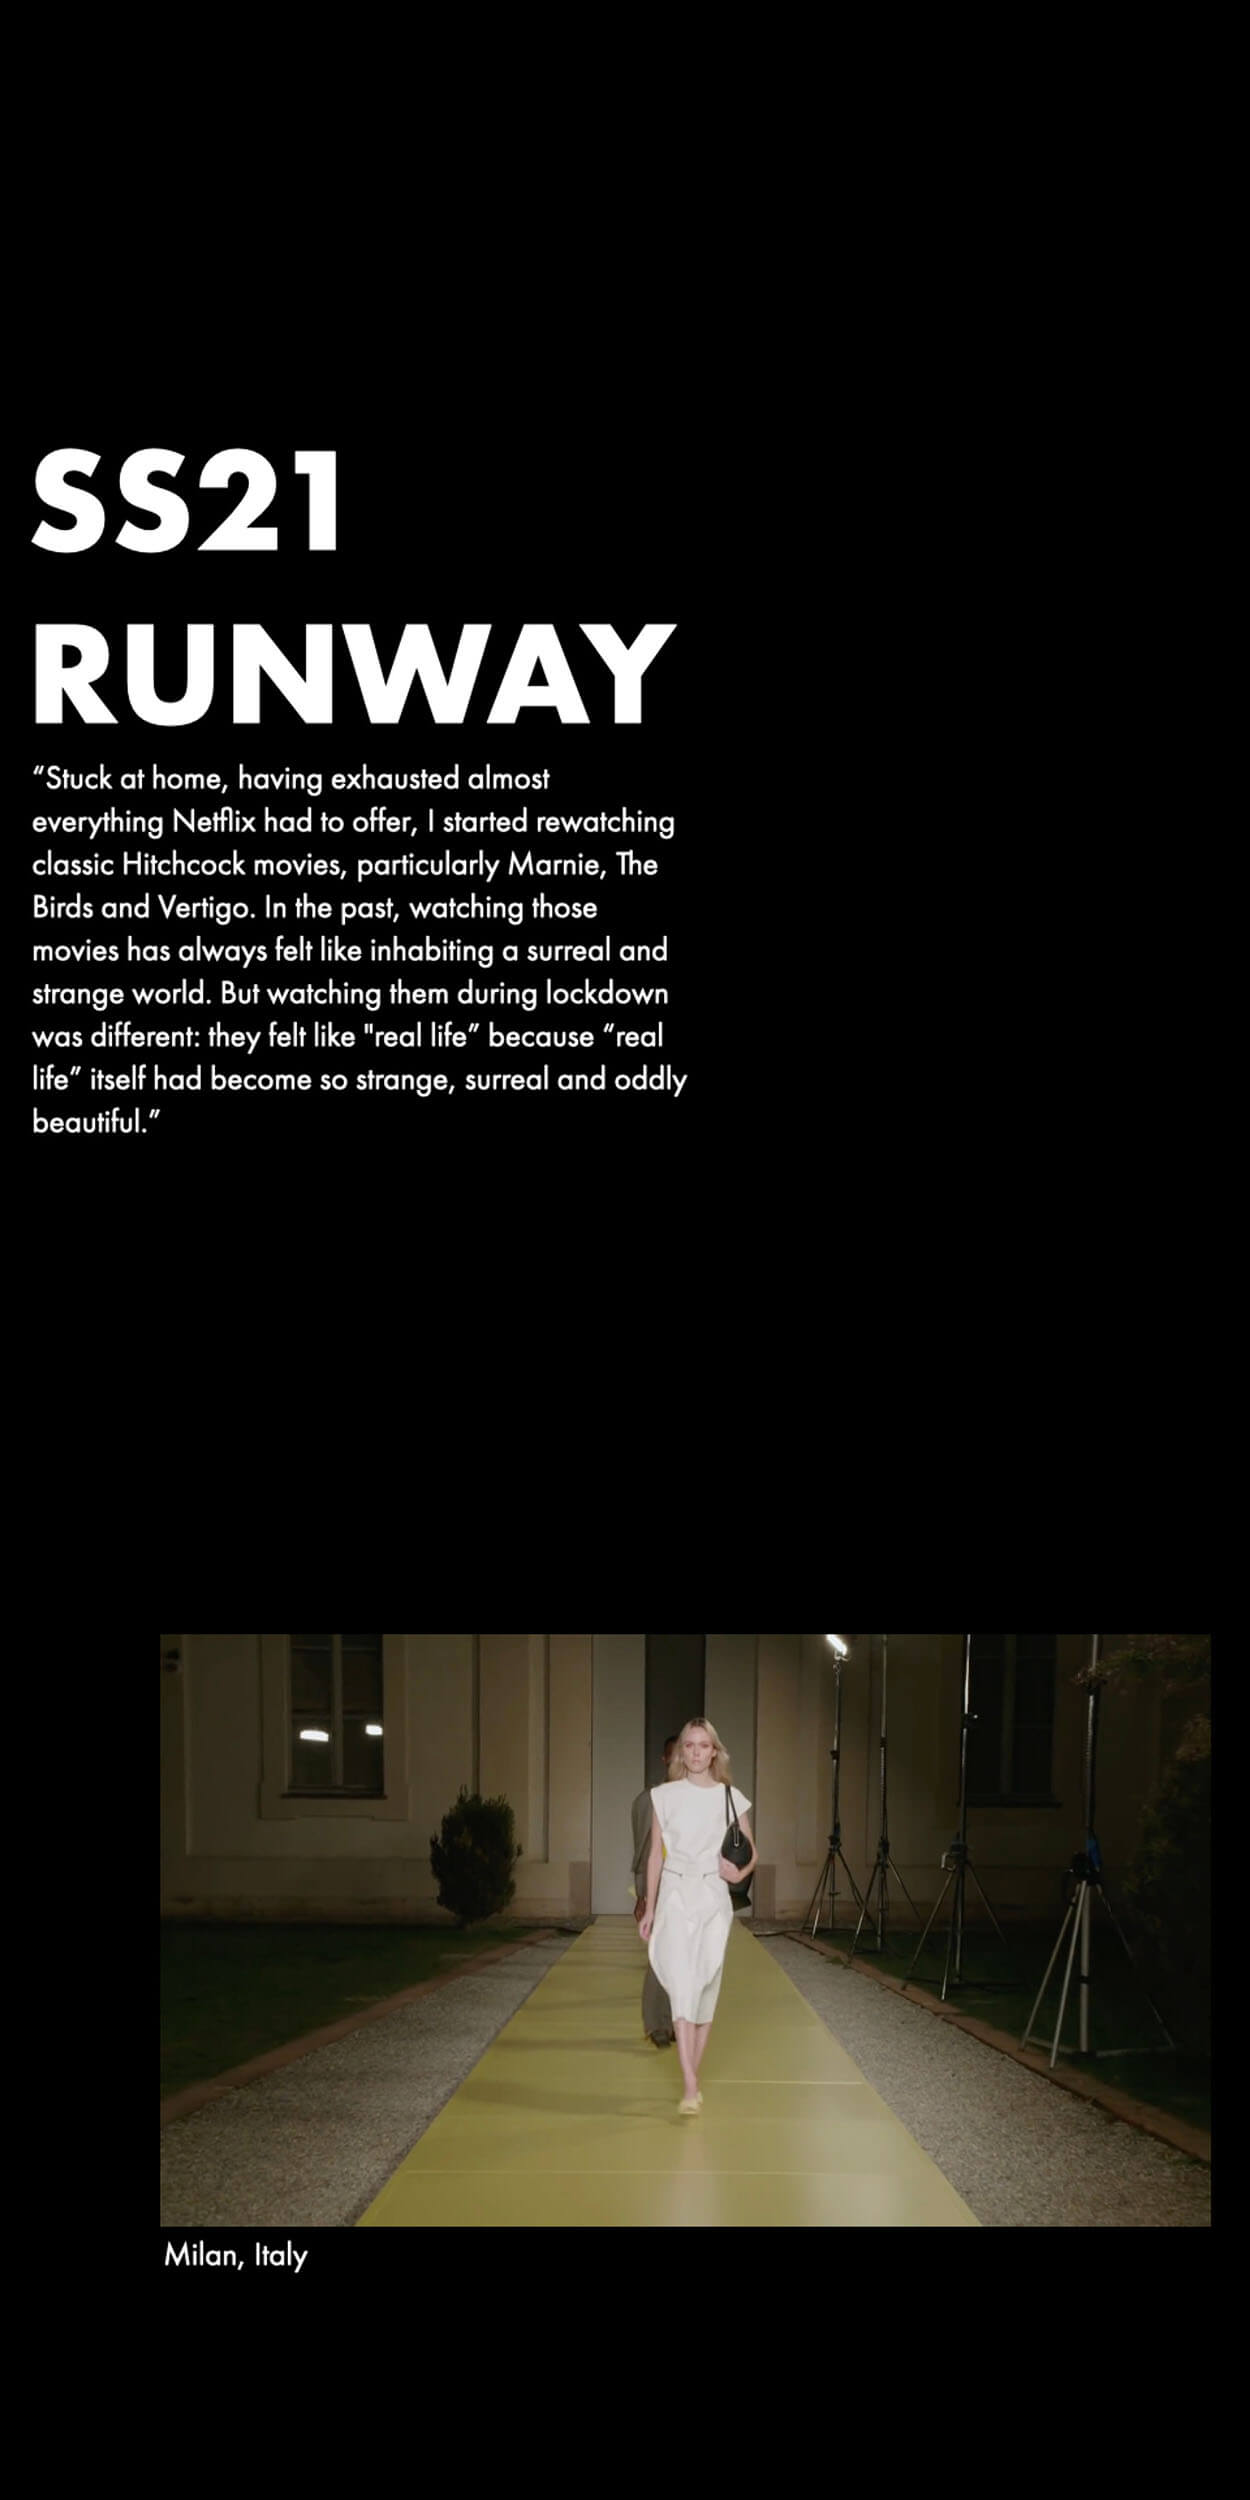 SS21
RUNWAY
“Stuck at home, having exhausted almost
everything Netflix had to offer, I started rewatching
classic Hitchcock movies, particularly Marnie, The
Birds and Vertigo. In the past, watching those
movies has always felt like inhabiting a surreal and
strange world. But watching them during lockdown
was different: they felt like "real life” because “real
life” itself had become so strange, surreal and oddly
beautiful.”
Milan, Italy